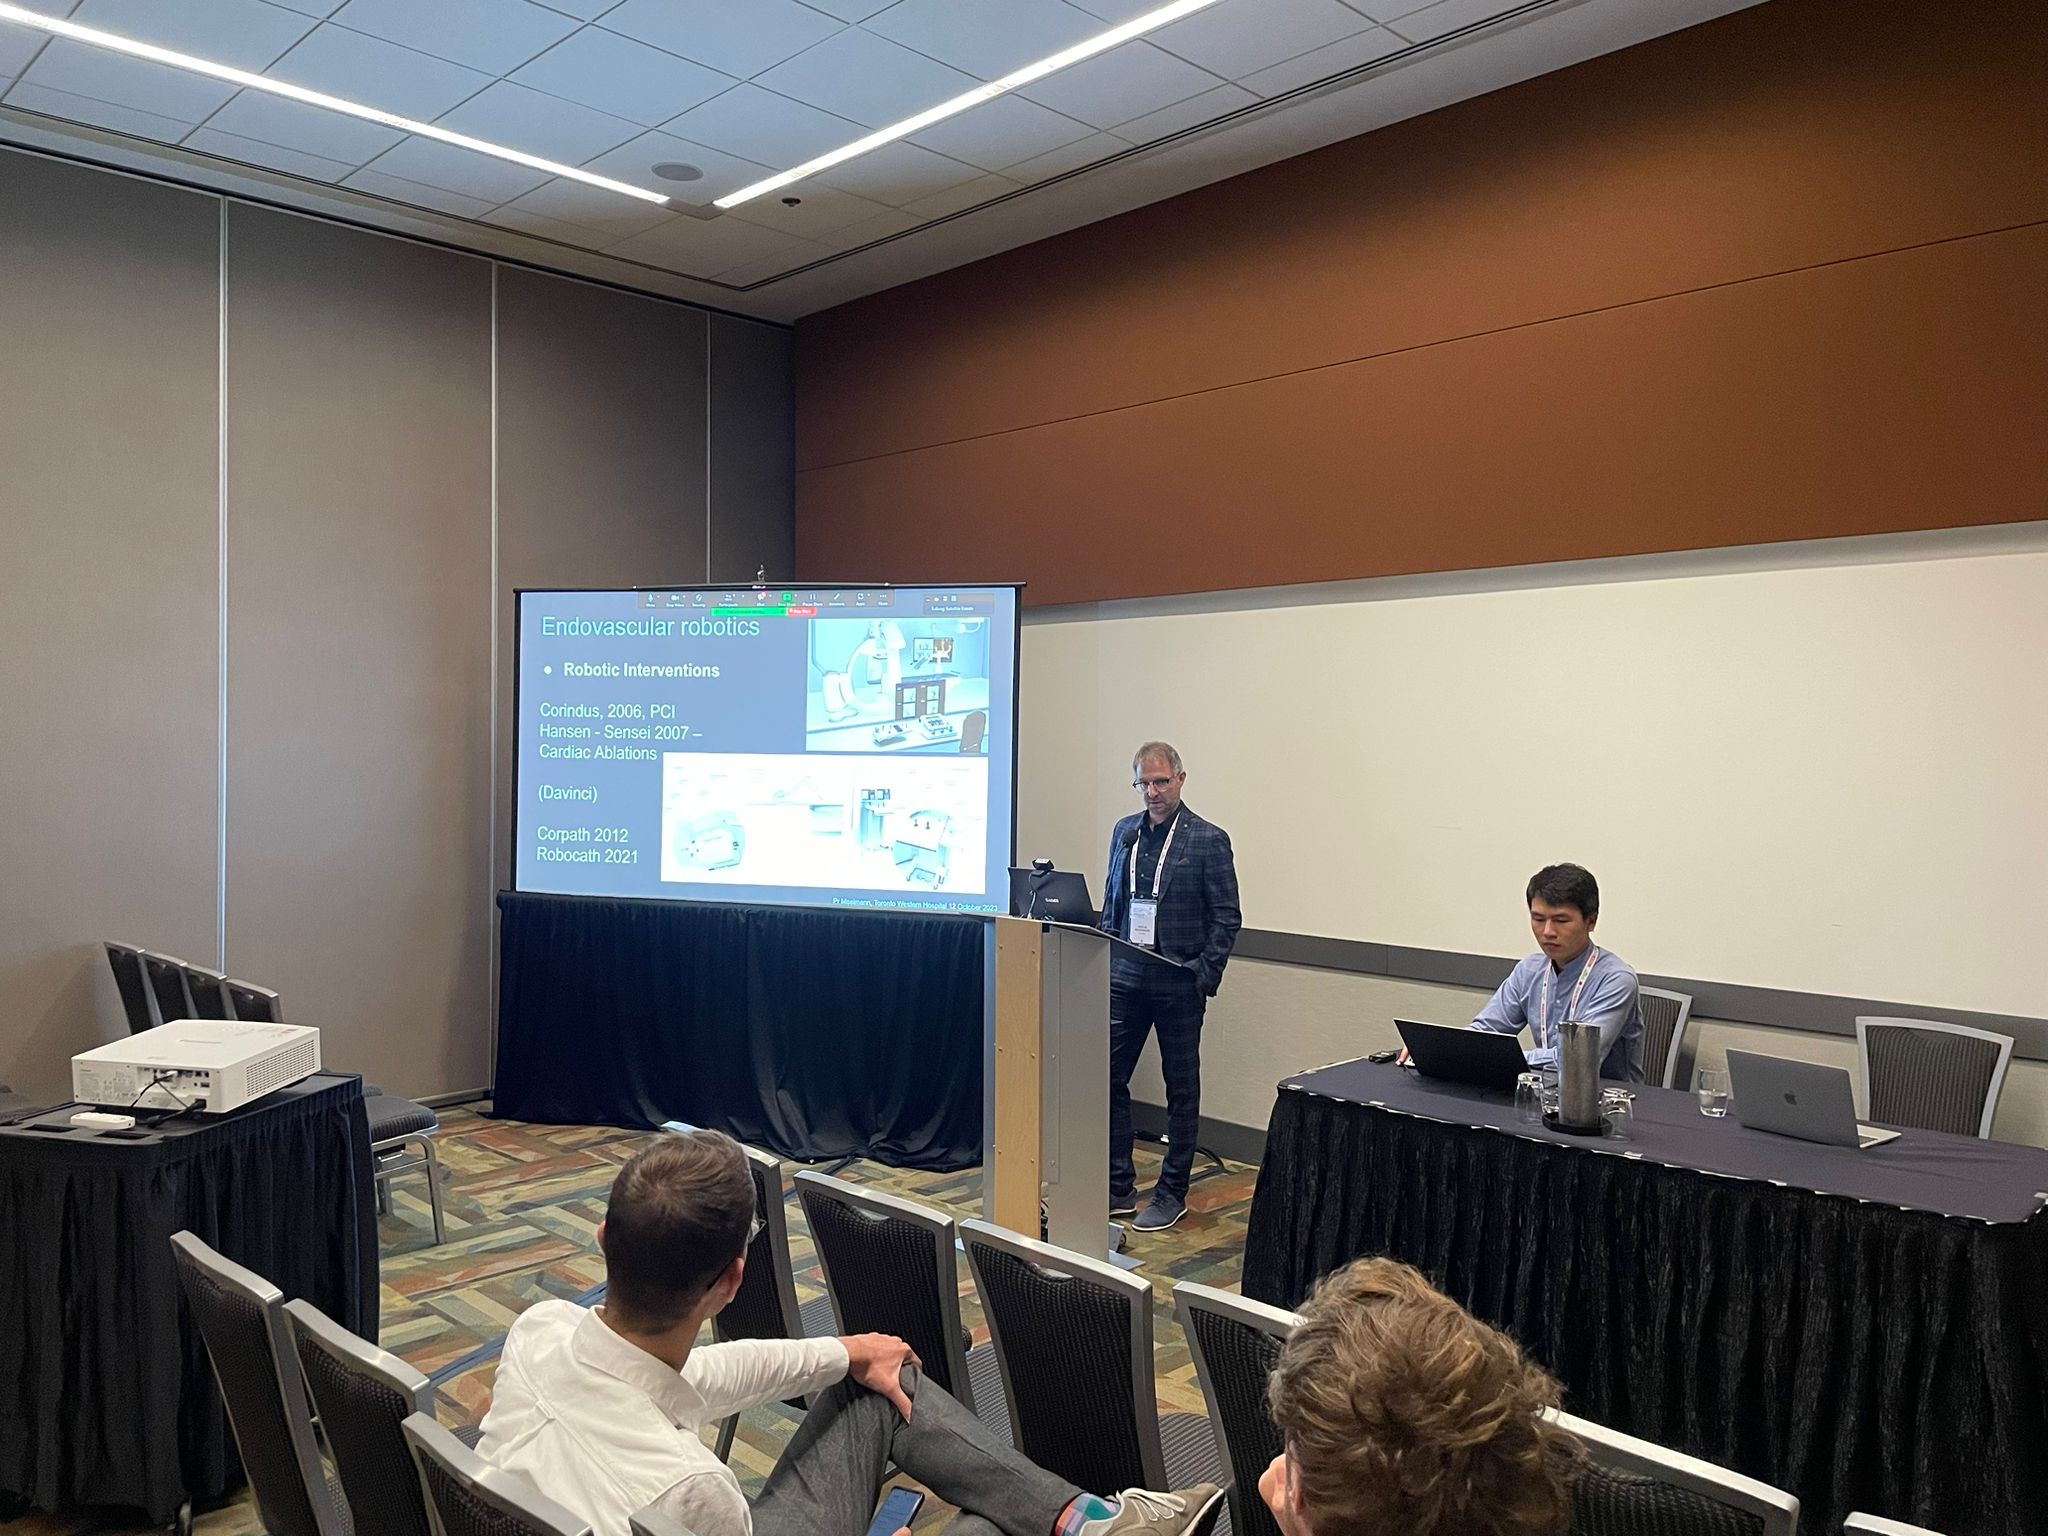 Endovascular robotics
● Robotic Interventions
Corindus, 2006, PCI
Hansen - Sensei 2007 –
Cardiac Ablations
(Davinci)
Corpath 2012
Robocath 2021
Toronto Western Hospital 12 October 2023